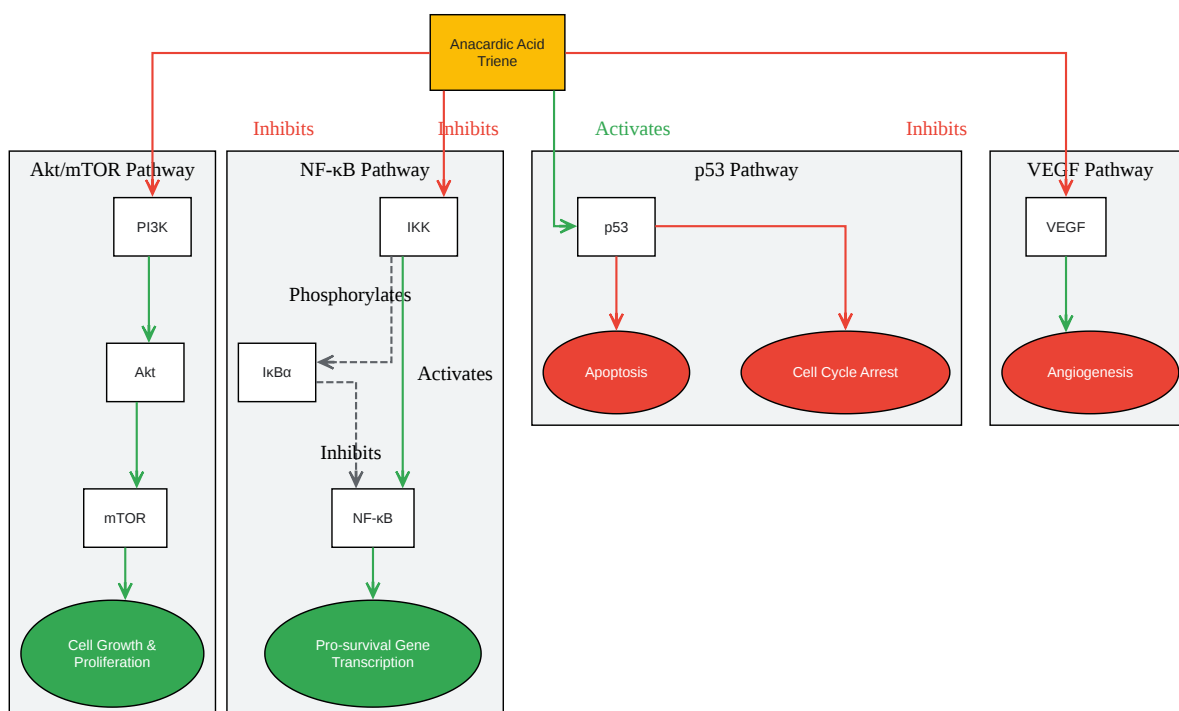 Anacardic Acid
Triene
Inhibits
Inhibits
Activates
Inhibits
Akt/mTOR Pathway
NF-κB Pathway
p53 Pathway
VEGF Pathway
PI3K
IKK
p53
VEGF
Phosphorylates
Akt
IκBα
Activates
Apoptosis
Cell Cycle Arrest
Angiogenesis
Inhibits
mTOR
NF-κB
Cell Growth &
Proliferation
Pro-survival Gene
Transcription